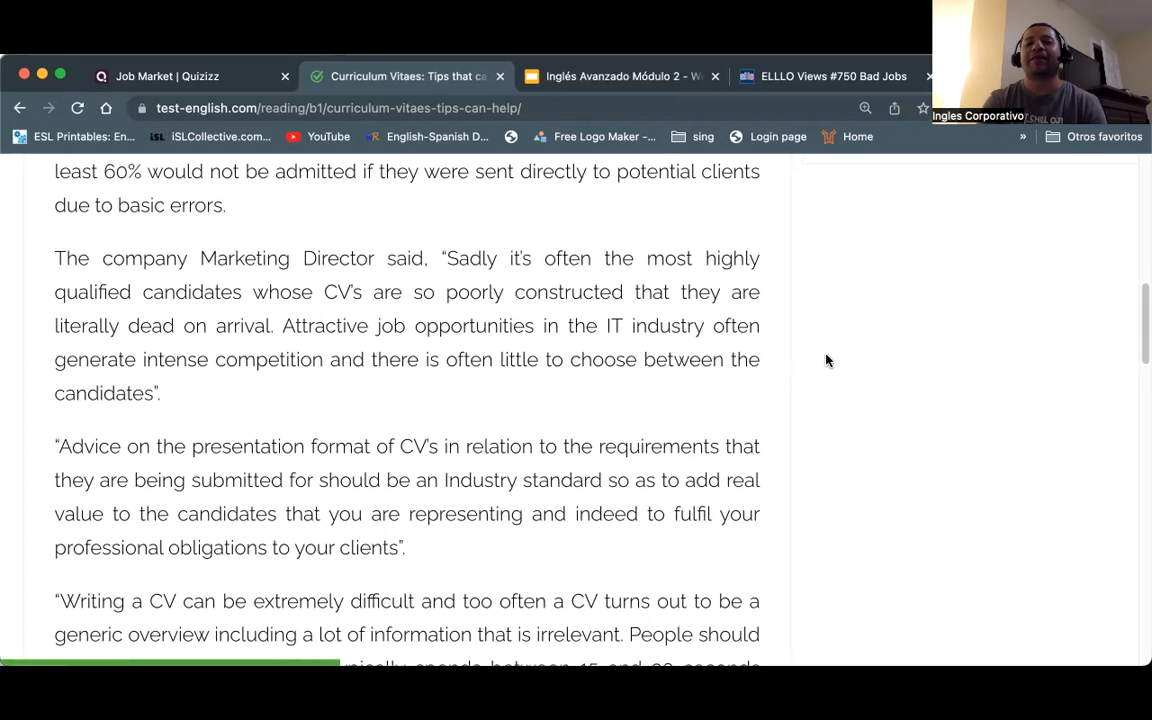 Job Market | Quizizz
Curriculum Vitaes: Tips that ca
Inglés Avanzado Módulo 2 - W
ELLLO Views #750 Bad Jobs
test-english.com/reading/b1/curriculum-vitaes-tips-can-help/
Ingles Corporativo
ESL Printables: En...
iSL
iSLCollective.com...
YouTube
English-Spanish D...
Free Logo Maker -...
sing
Login page
Home
»
Otros favoritos
least 60% would not be admitted if they were sent directly to potential clients
due to basic errors.
The company Marketing Director said, “Sadly it’s often the most highly
qualified candidates whose CV’s are so poorly constructed that they are
literally dead on arrival. Attractive job opportunities in the IT industry often
generate intense competition and there is often little to choose between the
candidates”.
“Advice on the presentation format of CV’s in relation to the requirements that
they are being submitted for should be an Industry standard so as to add real
value to the candidates that you are representing and indeed to fulfil your
professional obligations to your clients”.
“Writing a CV can be extremely difficult and too often a CV turns out to be a
generic overview including a lot of information that is irrelevant. People should
spends between 15 and